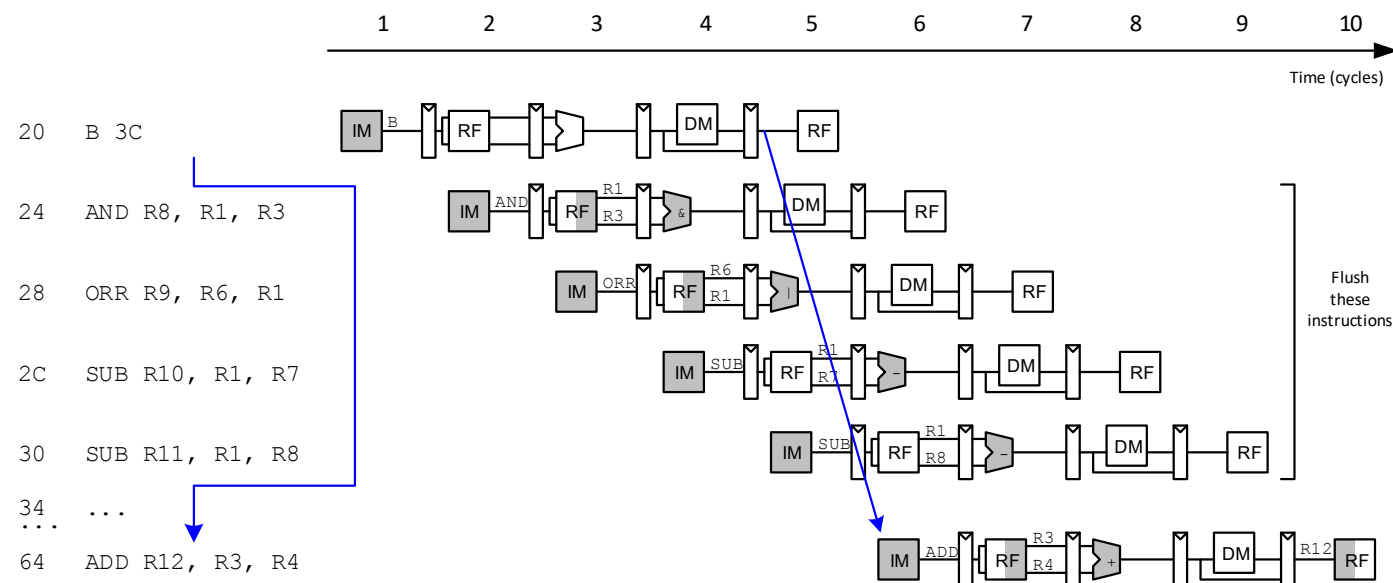 1 2 3 4 5 6 7 8 9 10
Time (cycles)
20 B 3C IM B RF DM RF
24 AND R8, R1, R3 IM AND RF R1 R3 & DM RF
28 ORR R9, R6, R1 IM ORR RF R6 R1 | DM RF
2C SUB R10, R1, R7 IM SUB RF R1 R7 - DM RF
30 SUB R11, R1, R8 IM SUB RF R1 R8 - DM RF
Flush
these
instructions
34 ...
...
64 ADD R12, R3, R4 IM ADD RF R3 R4 + DM R12 RF